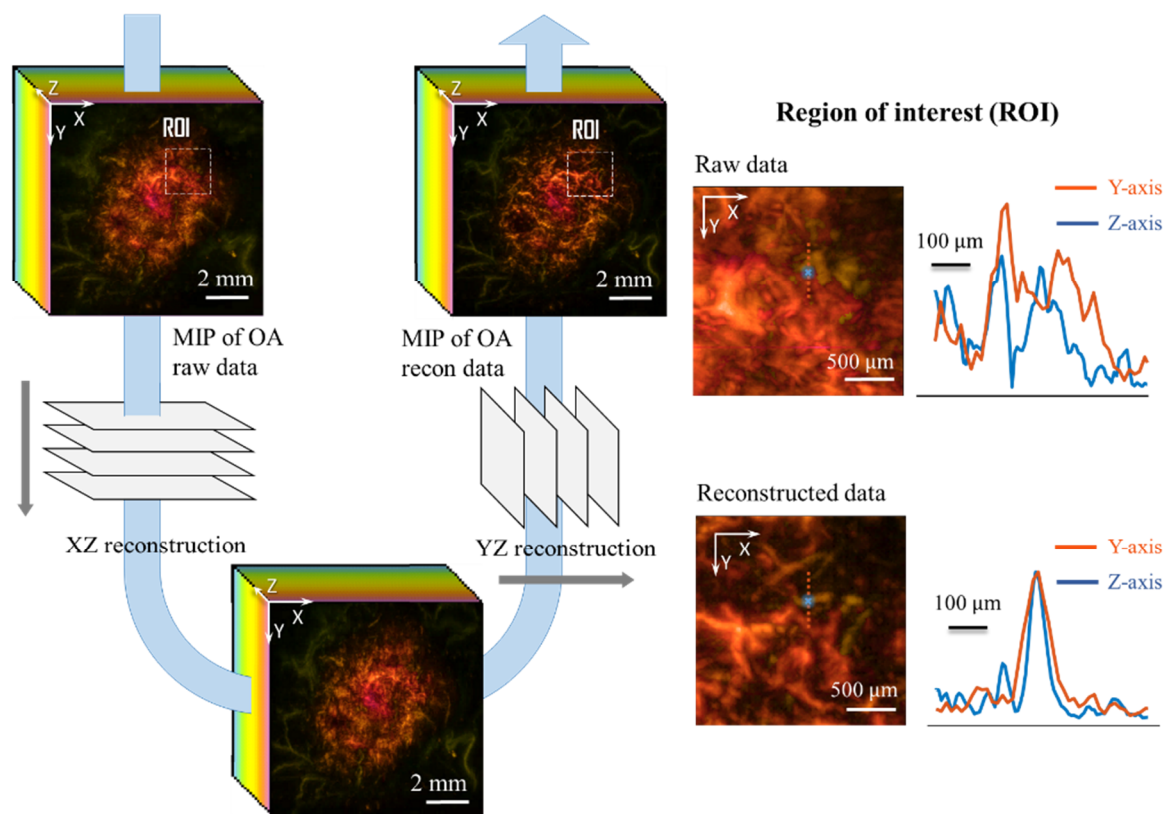 Z
X
Y
ROI
2 mm
MIP of OA
raw data
XZ reconstruction
Z
X
Y
2 mm
Z
X
Y
ROI
2 mm
MIP of OA
recon data
YZ reconstruction
Region of interest (ROI)
Raw data
X
Y
500 μm
Y-axis
Z-axis
100 μm
Reconstructed data
X
Y
500 μm
Y-axis
Z-axis
100 μm